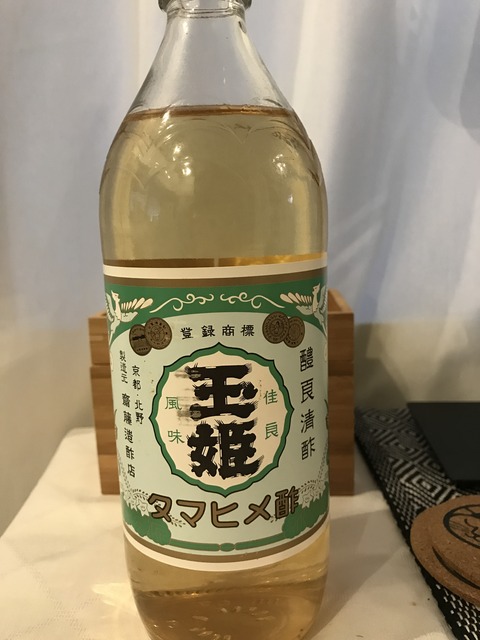 登録商標
醴良清酢
佳良
玉姫
風味
京都・北野
製造元 齋藤造酢店
タマヒメ酢